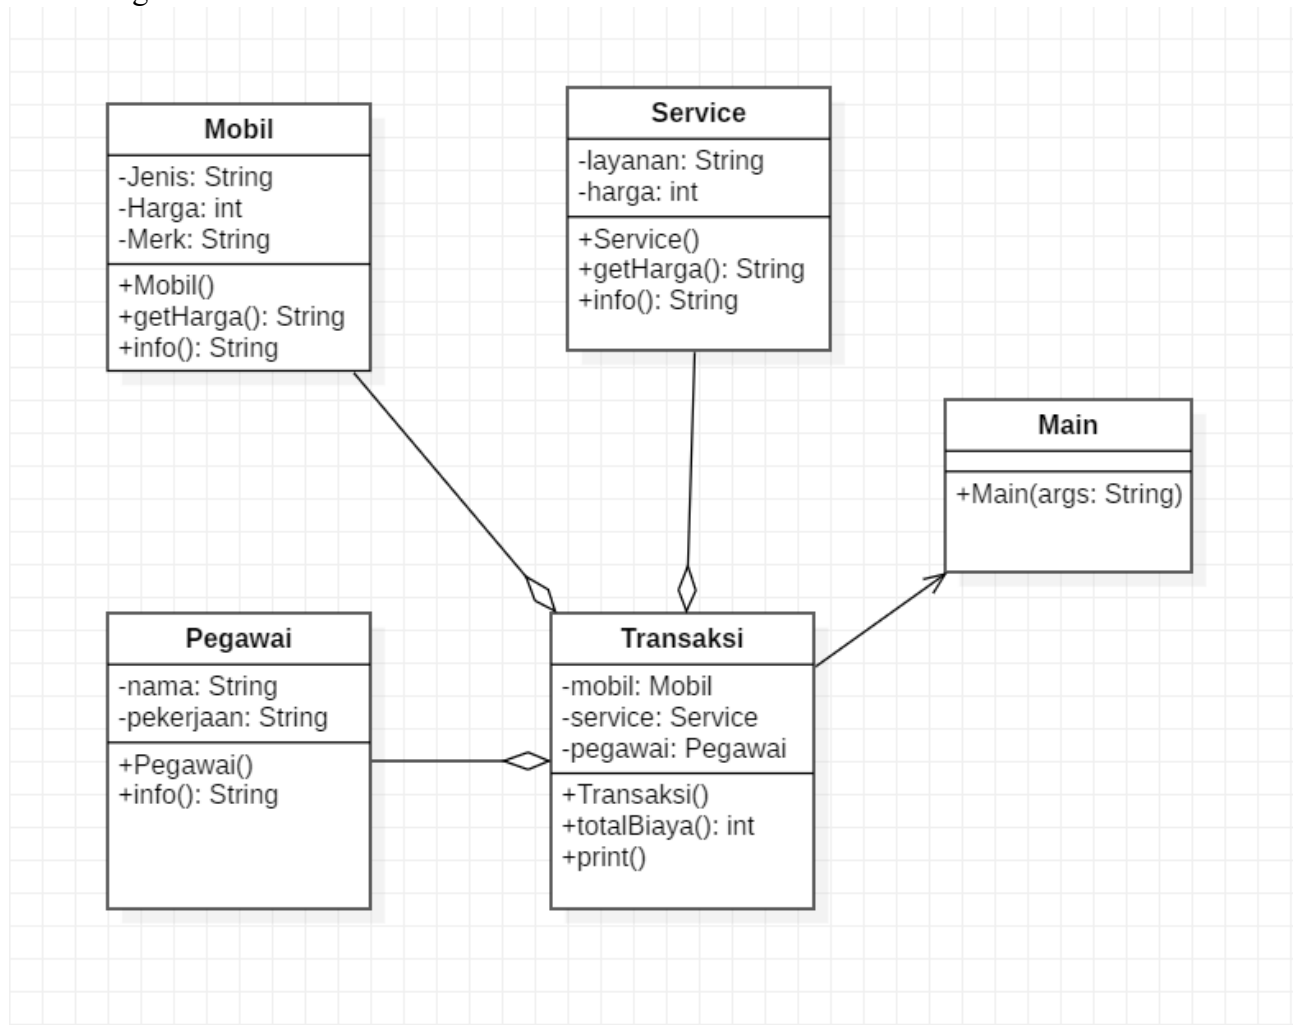 Mobil
-Jenis: String
-Harga: int
-Merk: String
+Mobil()
+getHarga(): String
+info(): String
Service
-layanan: String
-harga: int
+Service()
+getHarga(): String
+info(): String
Main
+Main(args: String)
Pegawai
-nama: String
-pekerjaan: String
+Pegawai()
+info(): String
Transaksi
-mobil: Mobil
-service: Service
-pegawai: Pegawai
+Transaksi()
+totalBiaya(): int
+print()